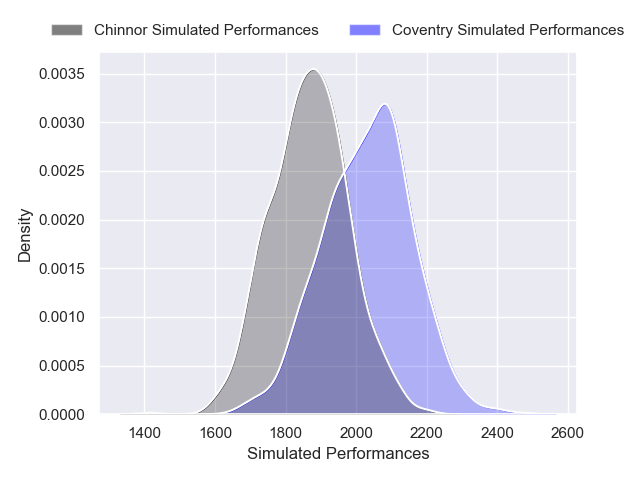 Chinnor Simulated Performances
Coventry Simulated Performances
0.0035
0.0030
0.0025
0.0020
0.0015
0.0010
0.0005
0.0000
Density
1400 1600 1800 2000 2200 2400 2600
Simulated Performances